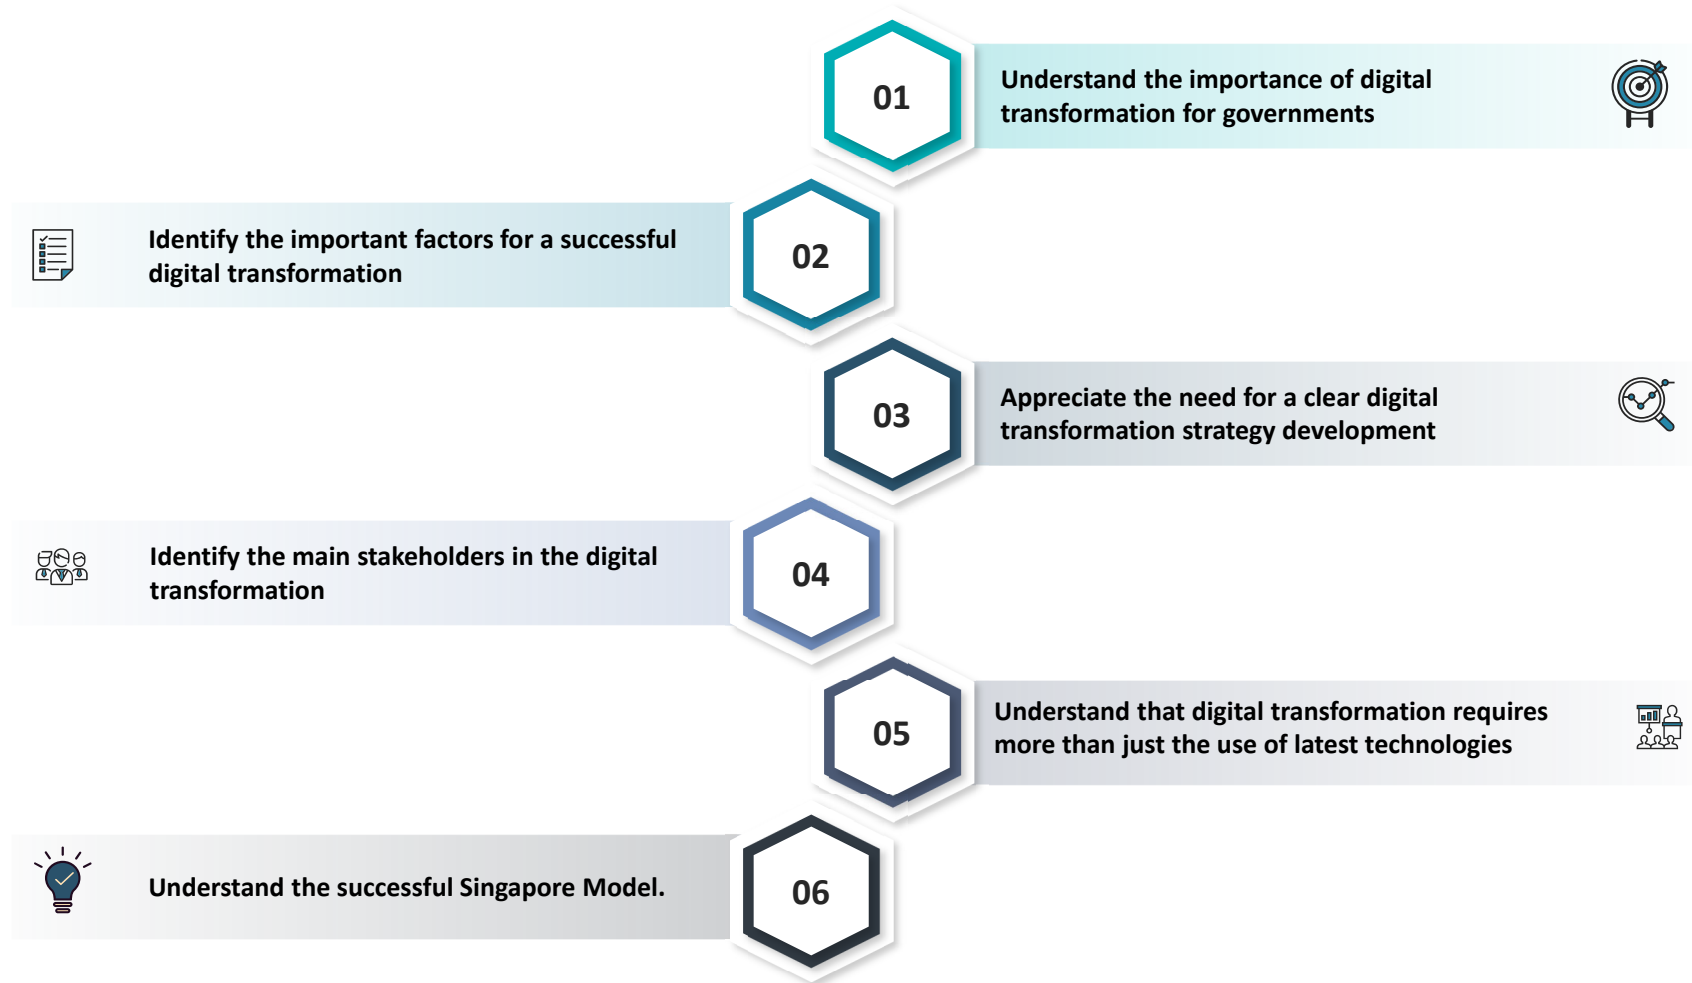 01
Understand the importance of digital
transformation for governments
02
Identify the important factors for a successful
digital transformation
03
Appreciate the need for a clear digital
transformation strategy development
04
Identify the main stakeholders in the digital
transformation
05
Understand that digital transformation requires
more than just the use of latest technologies
06
Understand the successful Singapore Model.